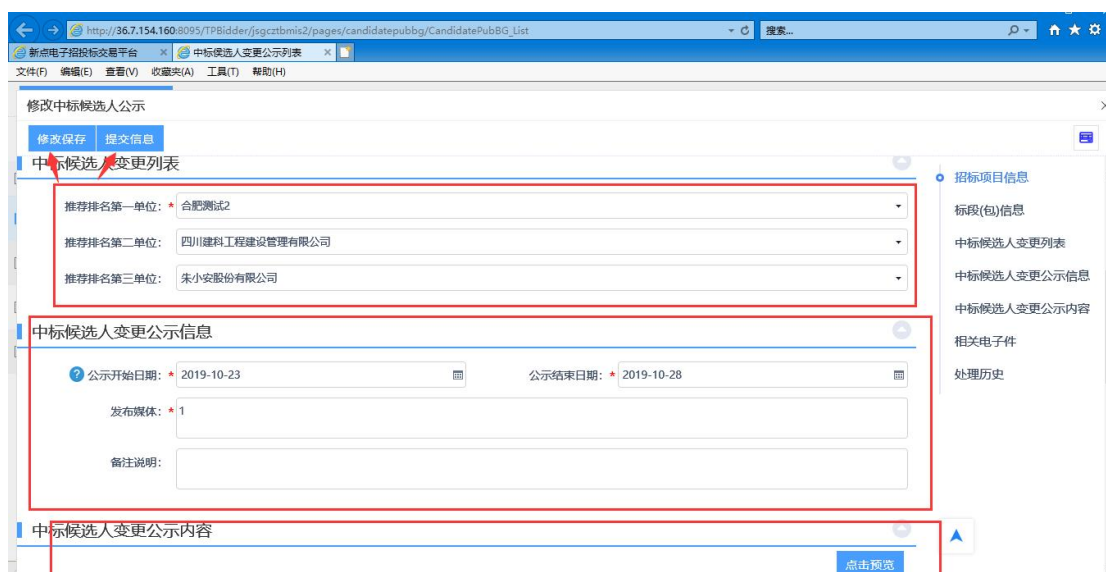 http://36.7.154.160:8095/TPBidder/jsgcztbmis2/pages/candidatepubbg/CandidatePubBG_List
搜索...
新点电子招投标交易平台
中标侯选人变更公示列表
文件(F) 编辑(E) 查看(V) 收藏夹(A) 工具(T) 帮助(H)
修改中标候选人公示
修改保存 提交信息
中标候选人变更列表
推荐排名第一单位: * 合肥测试2
推荐排名第二单位: 四川建科工程建设管理有限公司
推荐排名第三单位: 朱小安股份有限公司
中标候选人变更公示信息
公示开始日期: * 2019-10-23 公示结束日期: * 2019-10-28
发布媒体: * 1
备注说明:
中标候选人变更公示内容
点击预览
招标项目信息
标段(包)信息
中标候选人变更列表
中标候选人变更公示信息
中标候选人变更公示内容
相关电子件
处理历史